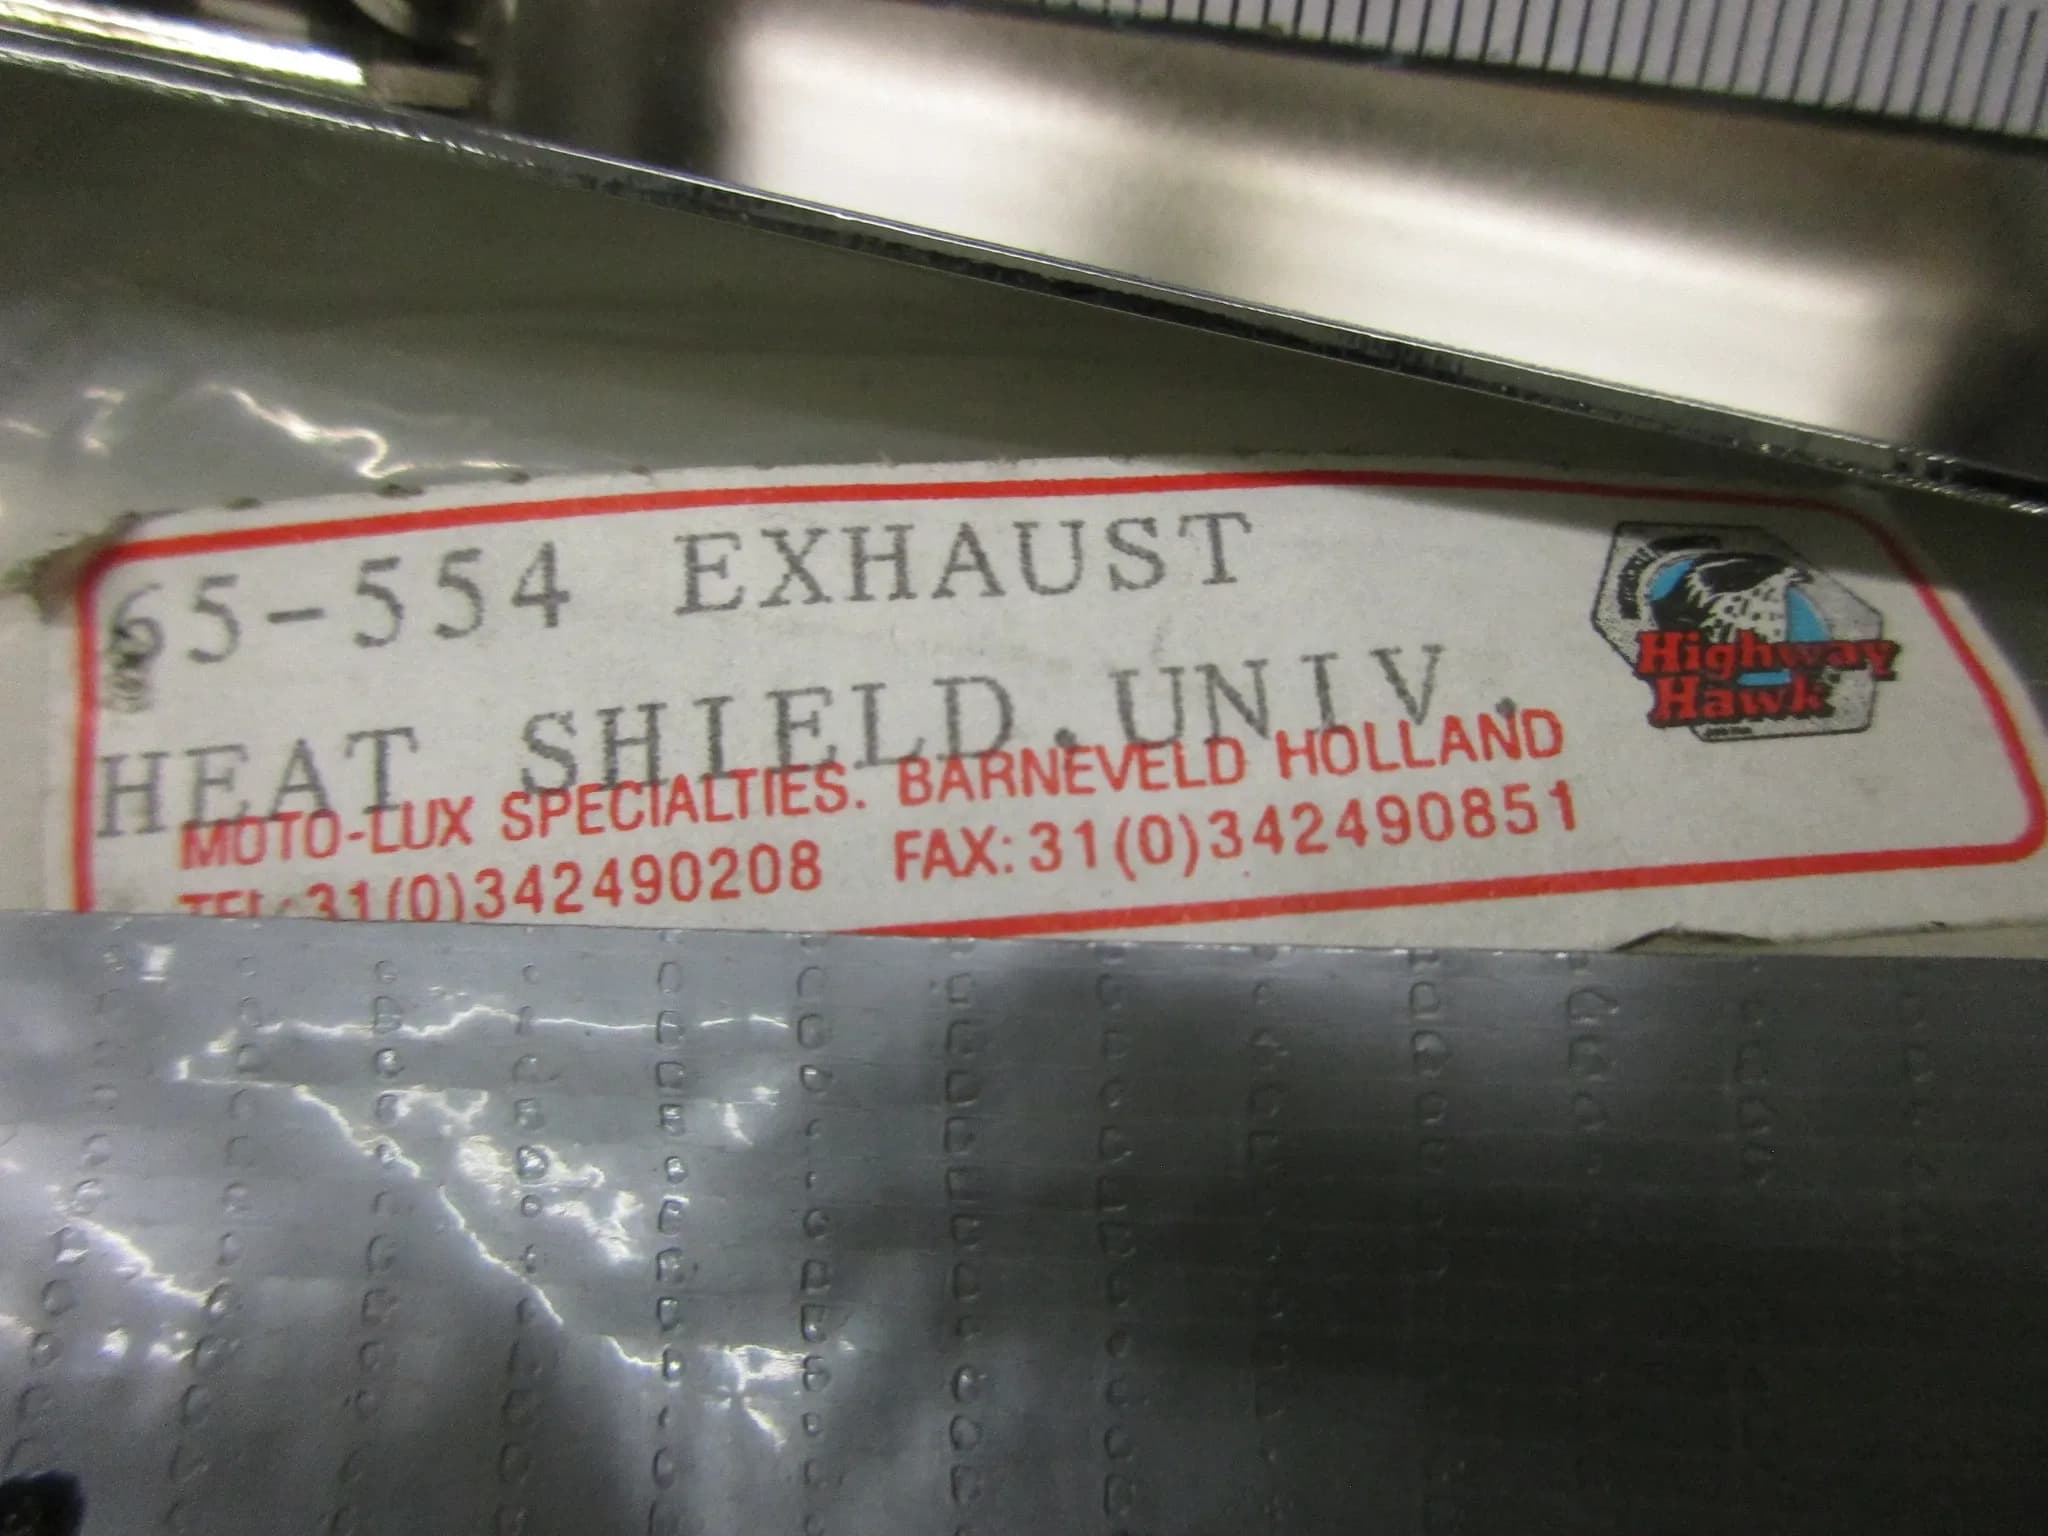 65-554 EXHAUST
HEAT SHIELD.UNIV.
Highway
Hawk
MOTO-LUX SPECIALTIES. BARNEVELD HOLLAND
TEL: 31(0)342490208 FAX: 31(0)342490851